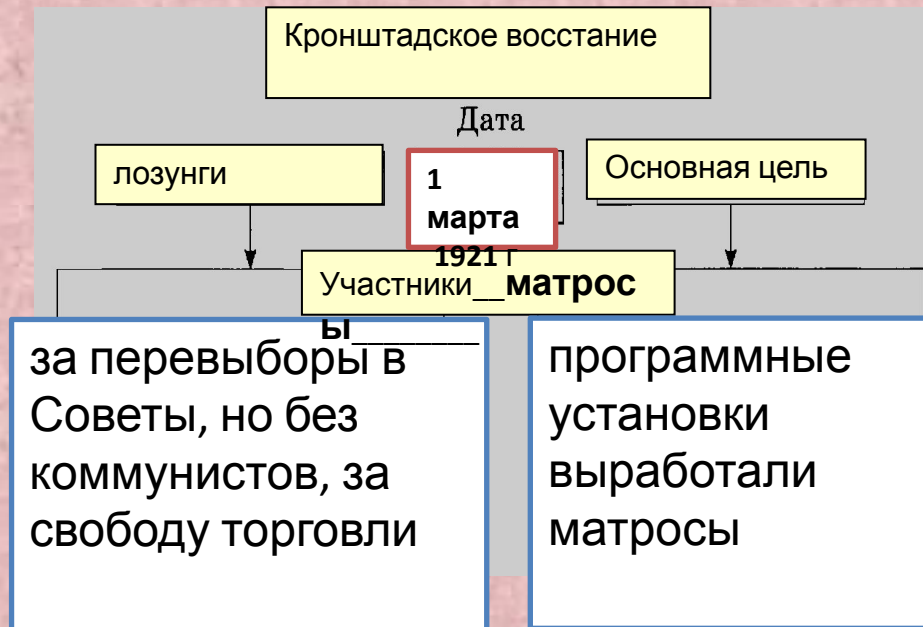 Кронштадское восстание
Дата
лозунги
1
марта
1921 г
Основная цель
Участники__матрос
ы_________
за перевыборы в
Советы, но без
коммунистов, за
свободу торговли
программные
установки
выработали
матросы